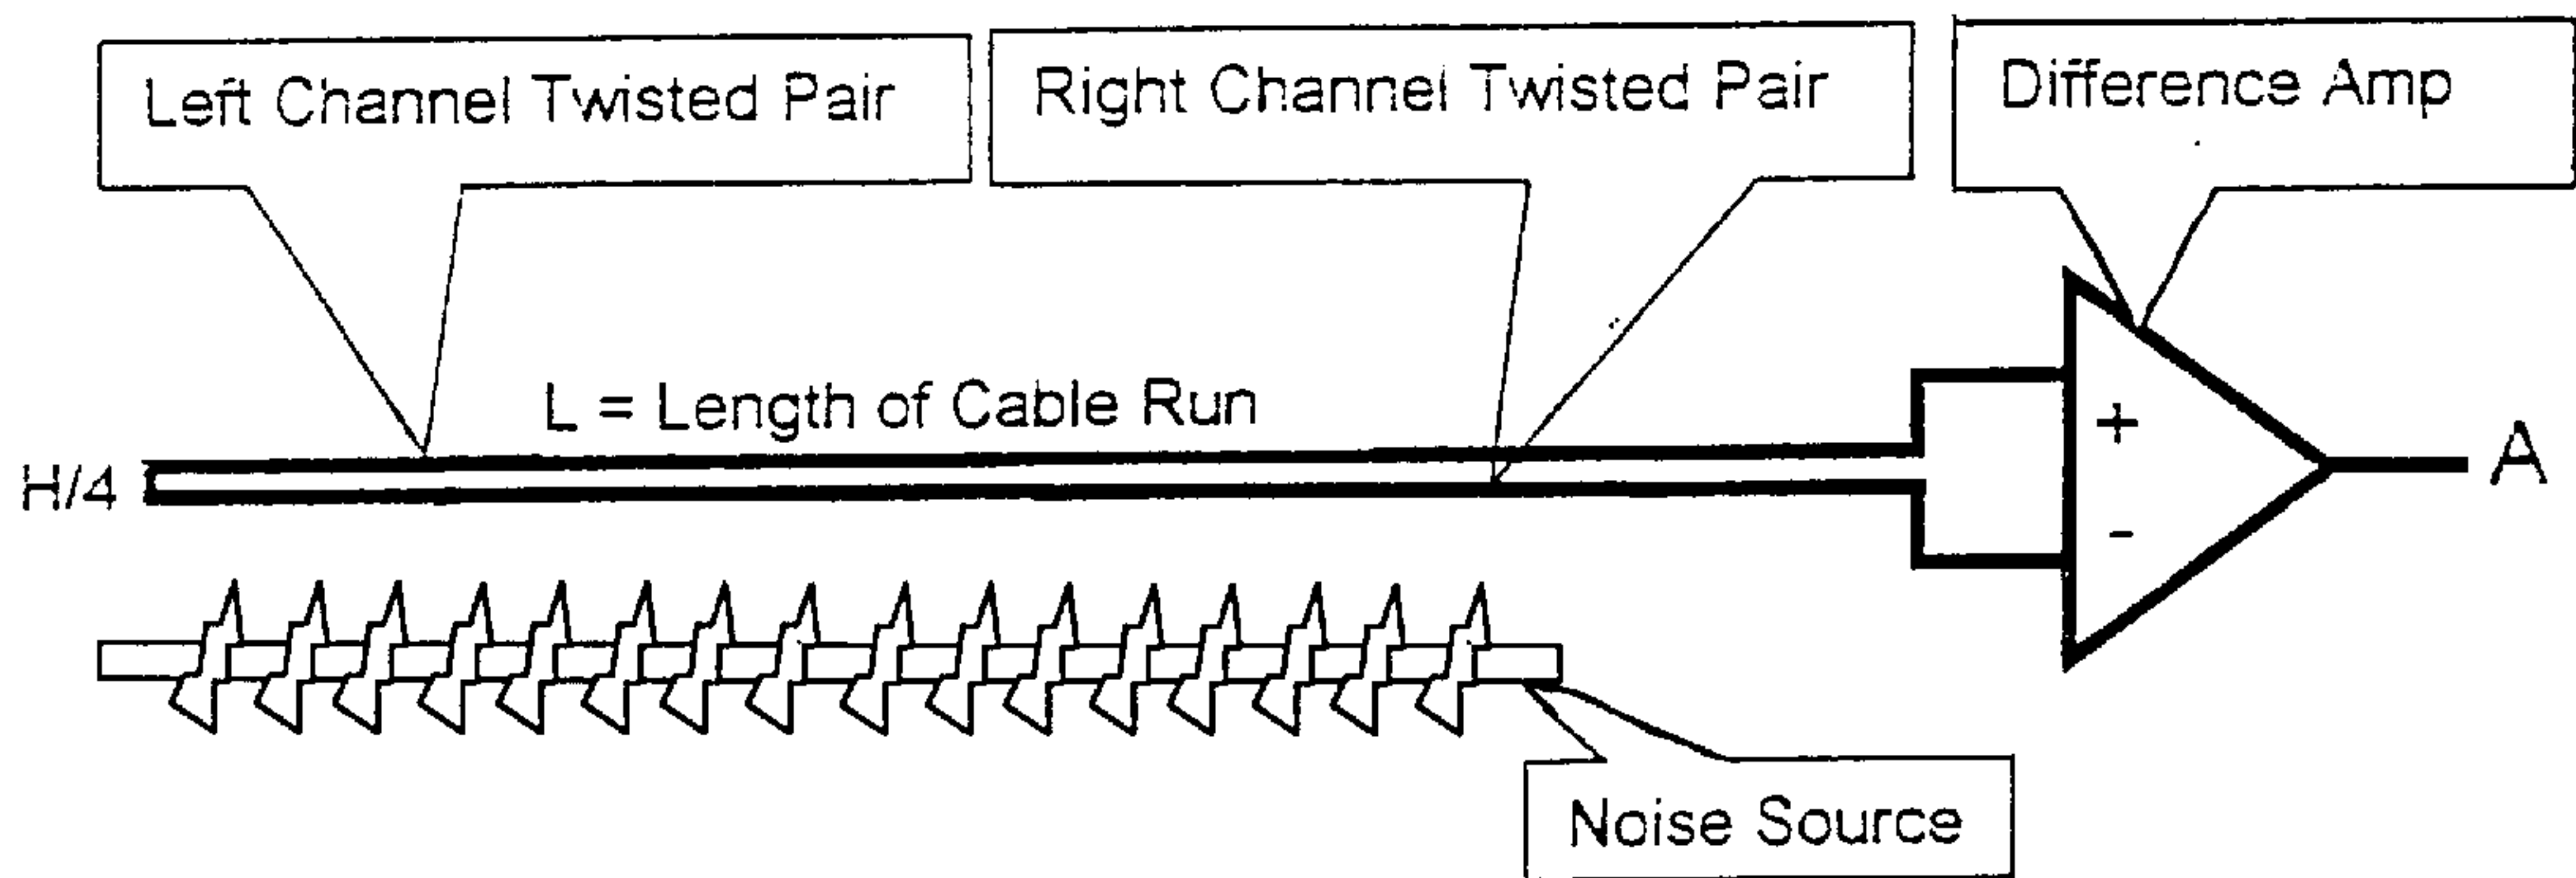 Left Channel Twisted Pair
Right Channel Twisted Pair
Difference Amp
L = Length of Cable Run
H/4
+
-
A
Noise Source